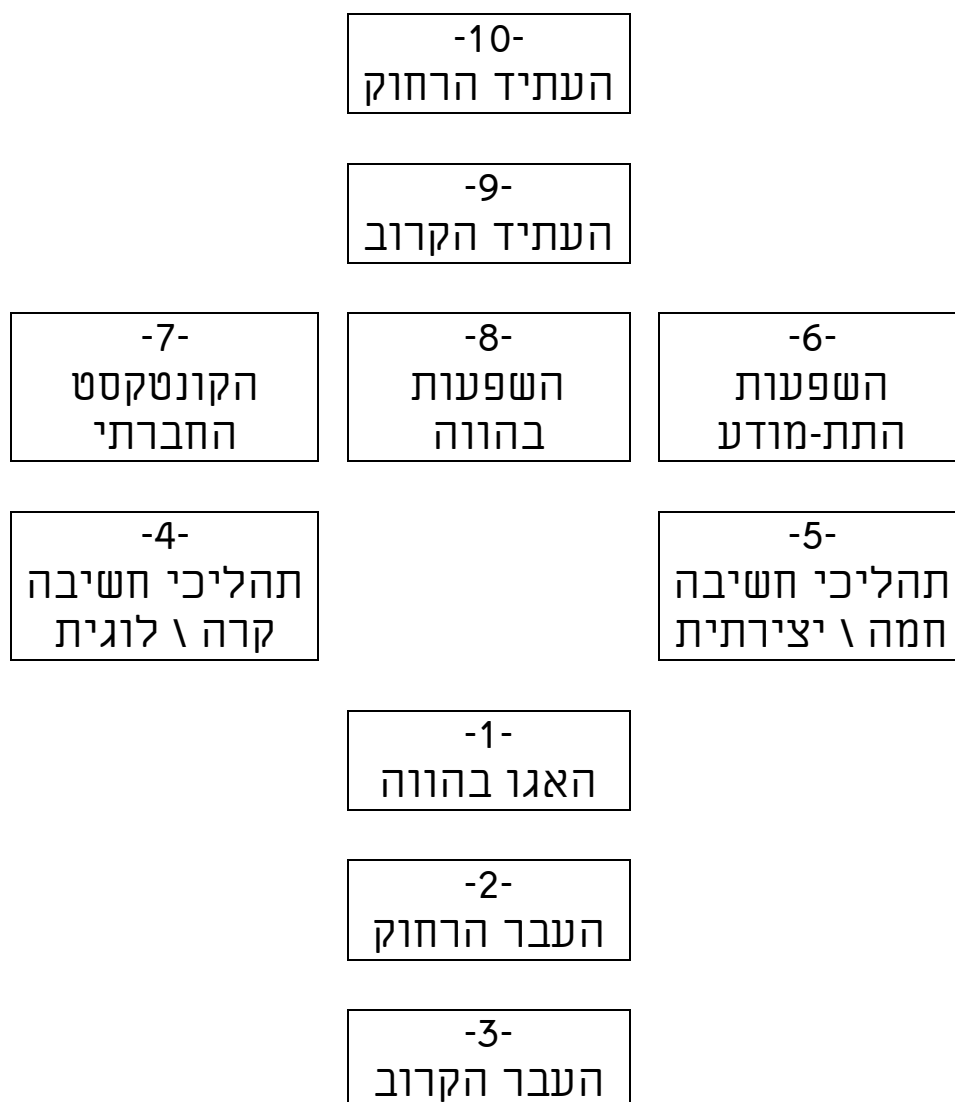 -10-
העתיד הרחוק
-9-
העתיד הקרוב
-7-
הקונטקסט
החברתי
-8-
השפעות
בהווה
-6-
השפעות
התת-מודע
-4-
תהליכי חשיבה
קרה \ לוגית
-5-
תהליכי חשיבה
חמה \ יצירתית
-1-
האגו בהווה
-2-
העבר הרחוק
-3-
העבר הקרוב